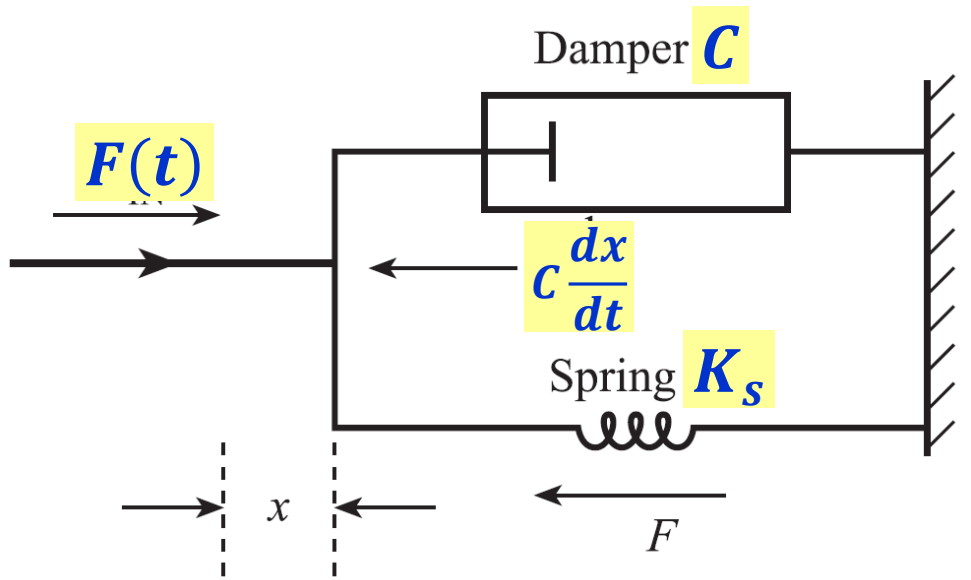 Damper C
F(t)
C dx/dt
Spring K_s
x
F